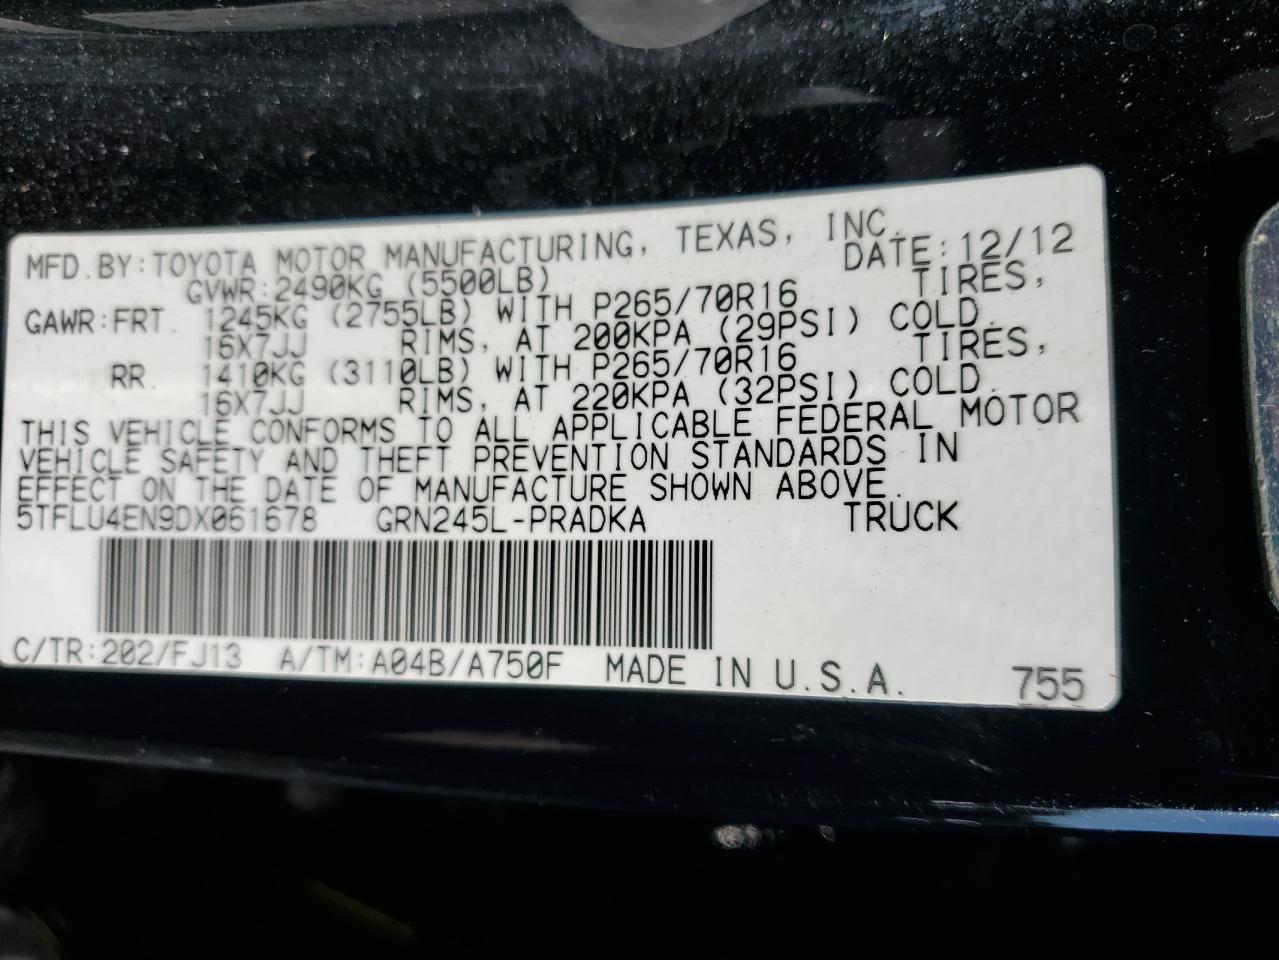 MFD. BY: TOYOTA MOTOR MANUFACTURING, TEXAS, INC.
DATE: 12/12
GVWR: 2490KG (5500LB)
GAWR: FRT. 1245KG (2755LB) WITH P265/70R16 TIRES,
16X7JJ RIMS, AT 200KPA (29PSI) COLD.
RR. 1410KG (3110LB) WITH P265/70R16 TIRES,
16X7JJ RIMS, AT 220KPA (32PSI) COLD.
THIS VEHICLE CONFORMS TO ALL APPLICABLE FEDERAL MOTOR
VEHICLE SAFETY AND THEFT PREVENTION STANDARDS IN
EFFECT ON THE DATE OF MANUFACTURE SHOWN ABOVE.
5TFLU4EN9DX061678 GRN245L-PRADKA TRUCK
C/TR: 202/FJ13 A/TM: A04B/A750F MADE IN U.S.A. 755